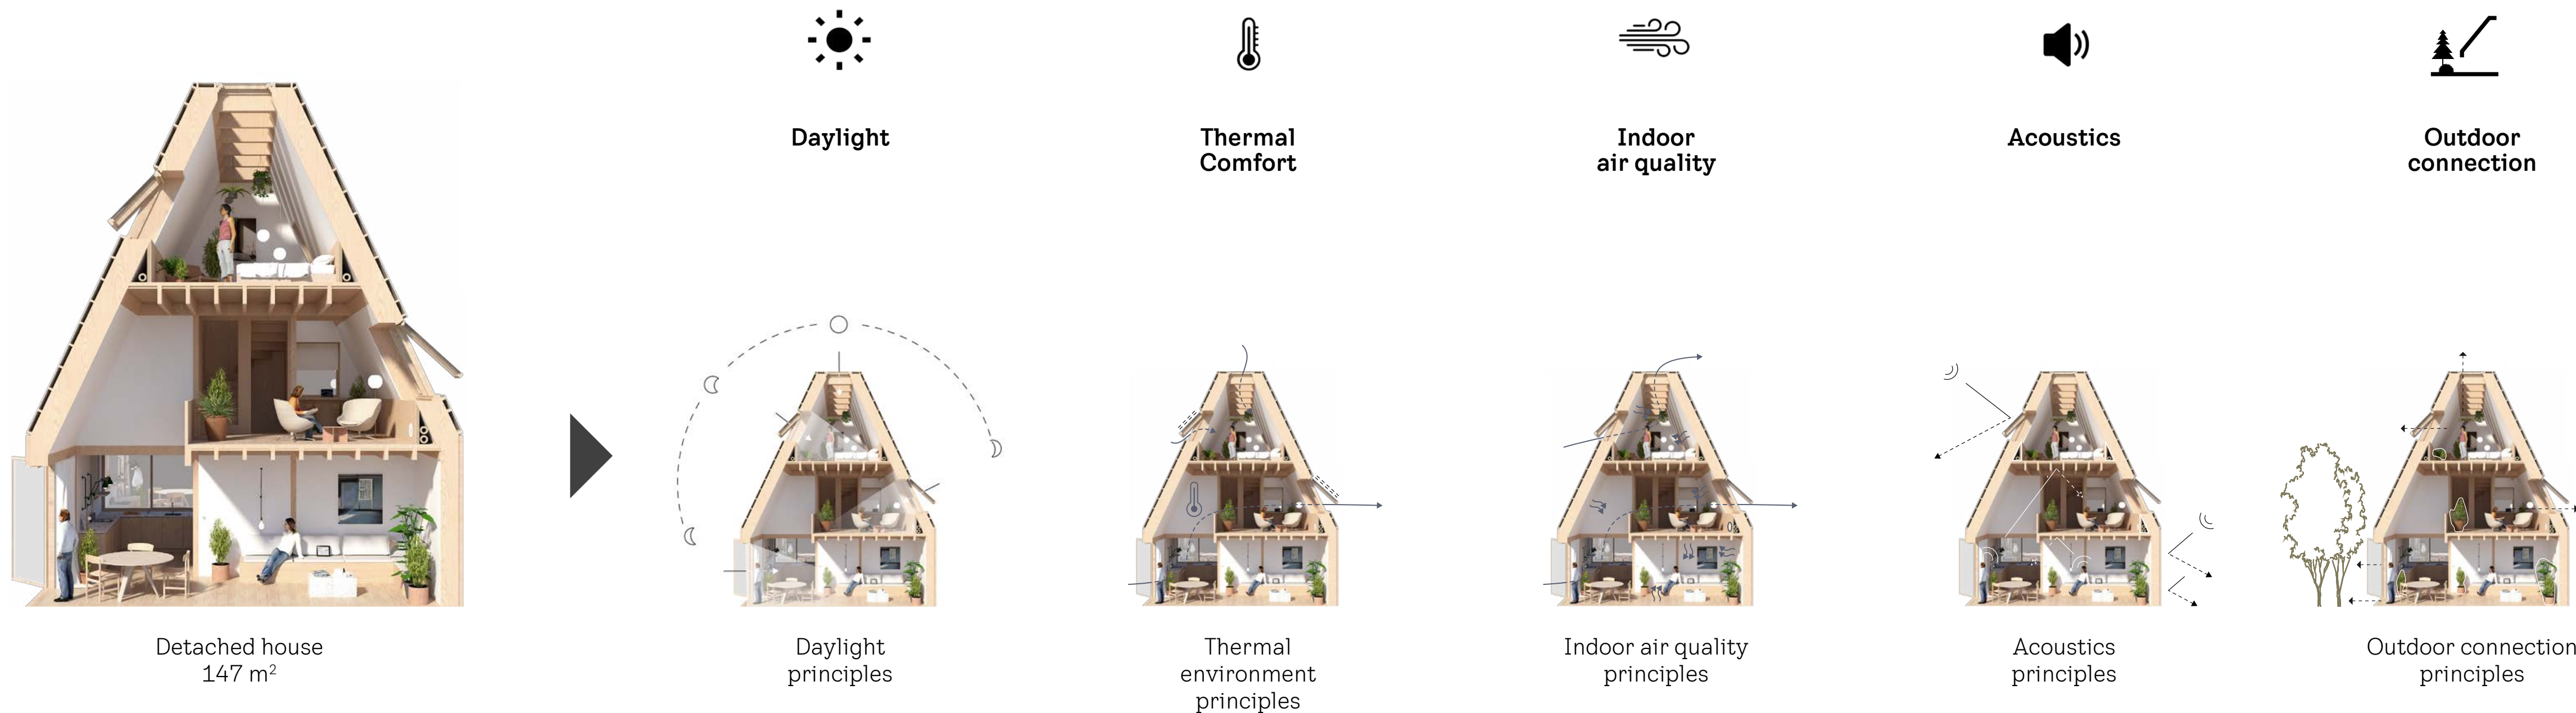 Daylight
Thermal
Comfort
Indoor
air quality
Acoustics
Outdoor
connection
Detached house
147 m²
Daylight
principles
Thermal
environment
principles
Indoor air quality
principles
Acoustics
principles
Outdoor connection
principles